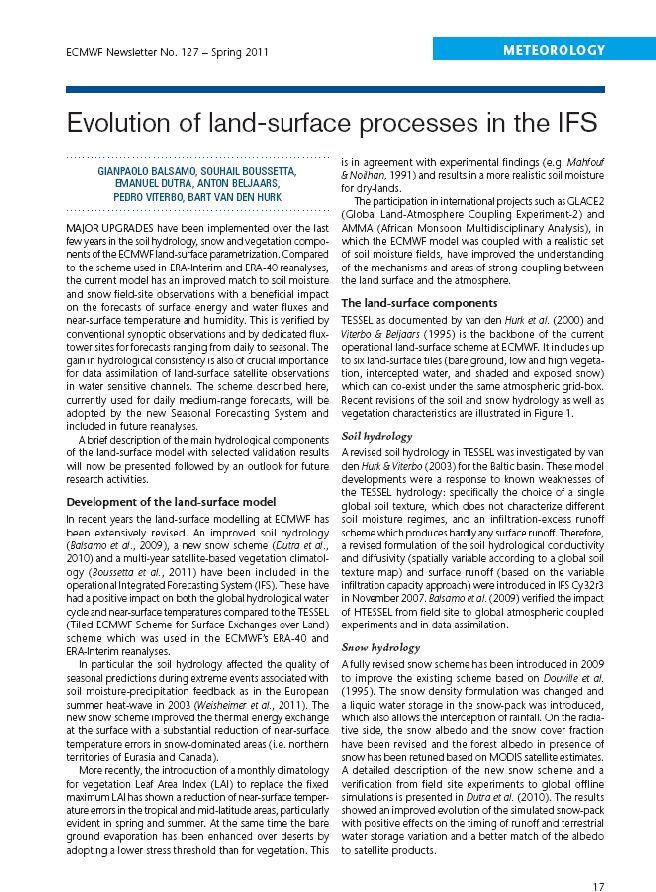 ECMWF Newsletter No. 127 – Spring 2011
METEOROLOGY
Evolution of land-surface processes in the IFS
GIANPAOLO BALSAMO, SOUHAIL BOUSSETTA,
EMANUEL DUTRA, ANTON BELJAARS,
PEDRO VITERBO, BART VAN DEN HURK
MAJOR UPGRADES have been implemented over the last
few years in the soil hydrology, snow and vegetation compo-
nents of the ECMWF land-surface parametrization. Compared
to the scheme used in ERA-Interim and ERA-40 reanalyses,
the current model has an improved match to soil moisture
and snow field-site observations with a beneficial impact
on the forecasts of surface energy and water fluxes and
near-surface temperature and humidity. This is verified by
conventional synoptic observations and by dedicated flux-
tower sites for forecasts ranging from daily to seasonal. The
gain in hydrological consistency is also of crucial importance
for data assimilation of land-surface satellite observations
in water sensitive channels. The scheme described here,
currently used for daily medium-range forecasts, will be
adopted by the new Seasonal Forecasting System and
included in future reanalyses.
A brief description of the main hydrological components
of the land-surface model with selected validation results
will now be presented followed by an outlook for future
research activities.
Development of the land-surface model
In recent years the land-surface modelling at ECMWF has
been extensively revised. An improved soil hydrology
(Balsamo et al., 2009), a new snow scheme (Dutra et al.,
2010) and a multi-year satellite-based vegetation climatol-
ogy (Boussetta et al., 2011) have been included in the
operational Integrated Forecasting System (IFS). These have
had a positive impact on both the global hydrological water
cycle and near-surface temperatures compared to the TESSEL
(Tiled ECMWF Scheme for Surface Exchanges over Land)
scheme which was used in the ECMWF's ERA-40 and
ERA-Interim reanalyses.
In particular the soil hydrology affected the quality of
seasonal predictions during extreme events associated with
soil moisture-precipitation feedback as in the European
summer heat-wave in 2003 (Weisheimer et al., 2011). The
new snow scheme improved the thermal energy exchange
at the surface with a substantial reduction of near-surface
temperature errors in snow-dominated areas (i.e. northern
territories of Eurasia and Canada).
More recently, the introduction of a monthly climatology
for vegetation Leaf Area Index (LAI) to replace the fixed
maximum LAI has shown a reduction of near-surface temper-
ature errors in the tropical and mid-latitude areas, particularly
evident in spring and summer. At the same time the bare
ground evaporation has been enhanced over deserts by
adopting a lower stress threshold than for vegetation. This
is in agreement with experimental findings (e.g. Mahfouf
& Noilhan, 1991) and results in a more realistic soil moisture
for dry-lands.
The participation in international projects such as GLACE2
(Global Land-Atmosphere Coupling Experiment-2) and
AMMA (African Monsoon Multidisciplinary Analysis), in
which the ECMWF model was coupled with a realistic set
of soil moisture fields, have improved the understanding
of the mechanisms and areas of strong coupling between
the land and the atmosphere.
The land-surface components
TESSEL as documented by van den Hurk et al. (2000) and
Viterbo & Beljaars (1995) is the backbone of the current
operational land-surface scheme at ECMWF. It includes up
to six land-surface tiles (bare ground, low and high vegeta-
tion, intercepted water, and shaded and exposed snow)
which can co-exist under the same atmospheric grid-box.
Recent revisions of the soil and snow hydrology as well as
vegetation characteristics are illustrated in Figure 1.
Soil hydrology
A revised soil hydrology in TESSEL was investigated by van
den Hurk & Viterbo (2003) for the Baltic basin. These model
developments were a response to known weaknesses of
the TESSEL hydrology: specifically the choice of a single
global soil texture, which does not characterize different
soil moisture regimes, and an infiltration-excess runoff
scheme which produces hardly any surface runoff. Therefore,
a revised formulation of the soil hydrological conductivity
and diffusivity (spatially variable according to a global soil
texture map) and surface runoff (based on the variable
infiltration capacity approach) were introduced in IFS Cy32r3
in November 2007. Balsamo et al. (2009) verified the impact
of HTESSEL from field site to global atmospheric coupled
experiments and in data assimilation.
Snow hydrology
A fully revised snow scheme has been introduced in 2009
to improve the existing scheme based on Douville et al.
(1995). The snow density formulation was changed and
a liquid water storage in the snow-pack was introduced,
which also allows the interception of rainfall. On the radia-
tive side, the snow albedo and the snow cover fraction
have been revised and the forest albedo in presence of
snow has been retuned based on MODIS satellite estimates.
A detailed description of the new snow scheme and a
verification from field site experiments to global offline
simulations is presented in Dutra et al. (2010). The results
showed an improved evolution of the simulated snow-pack
with positive effects on the timing of runoff and terrestrial
water storage variation and a better match of the albedo
to satellite products.
17